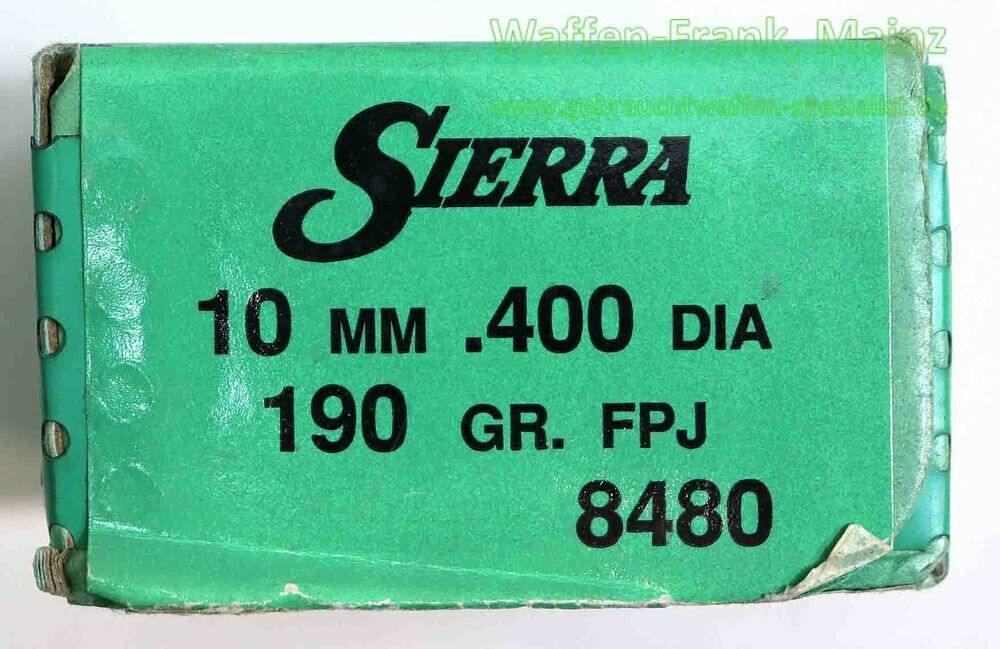 Waffen-Frank, Mainz
www.gebrauchtwaffen-spezialist.de
SIERRA
10 MM .400 DIA
190 GR. FPJ
8480